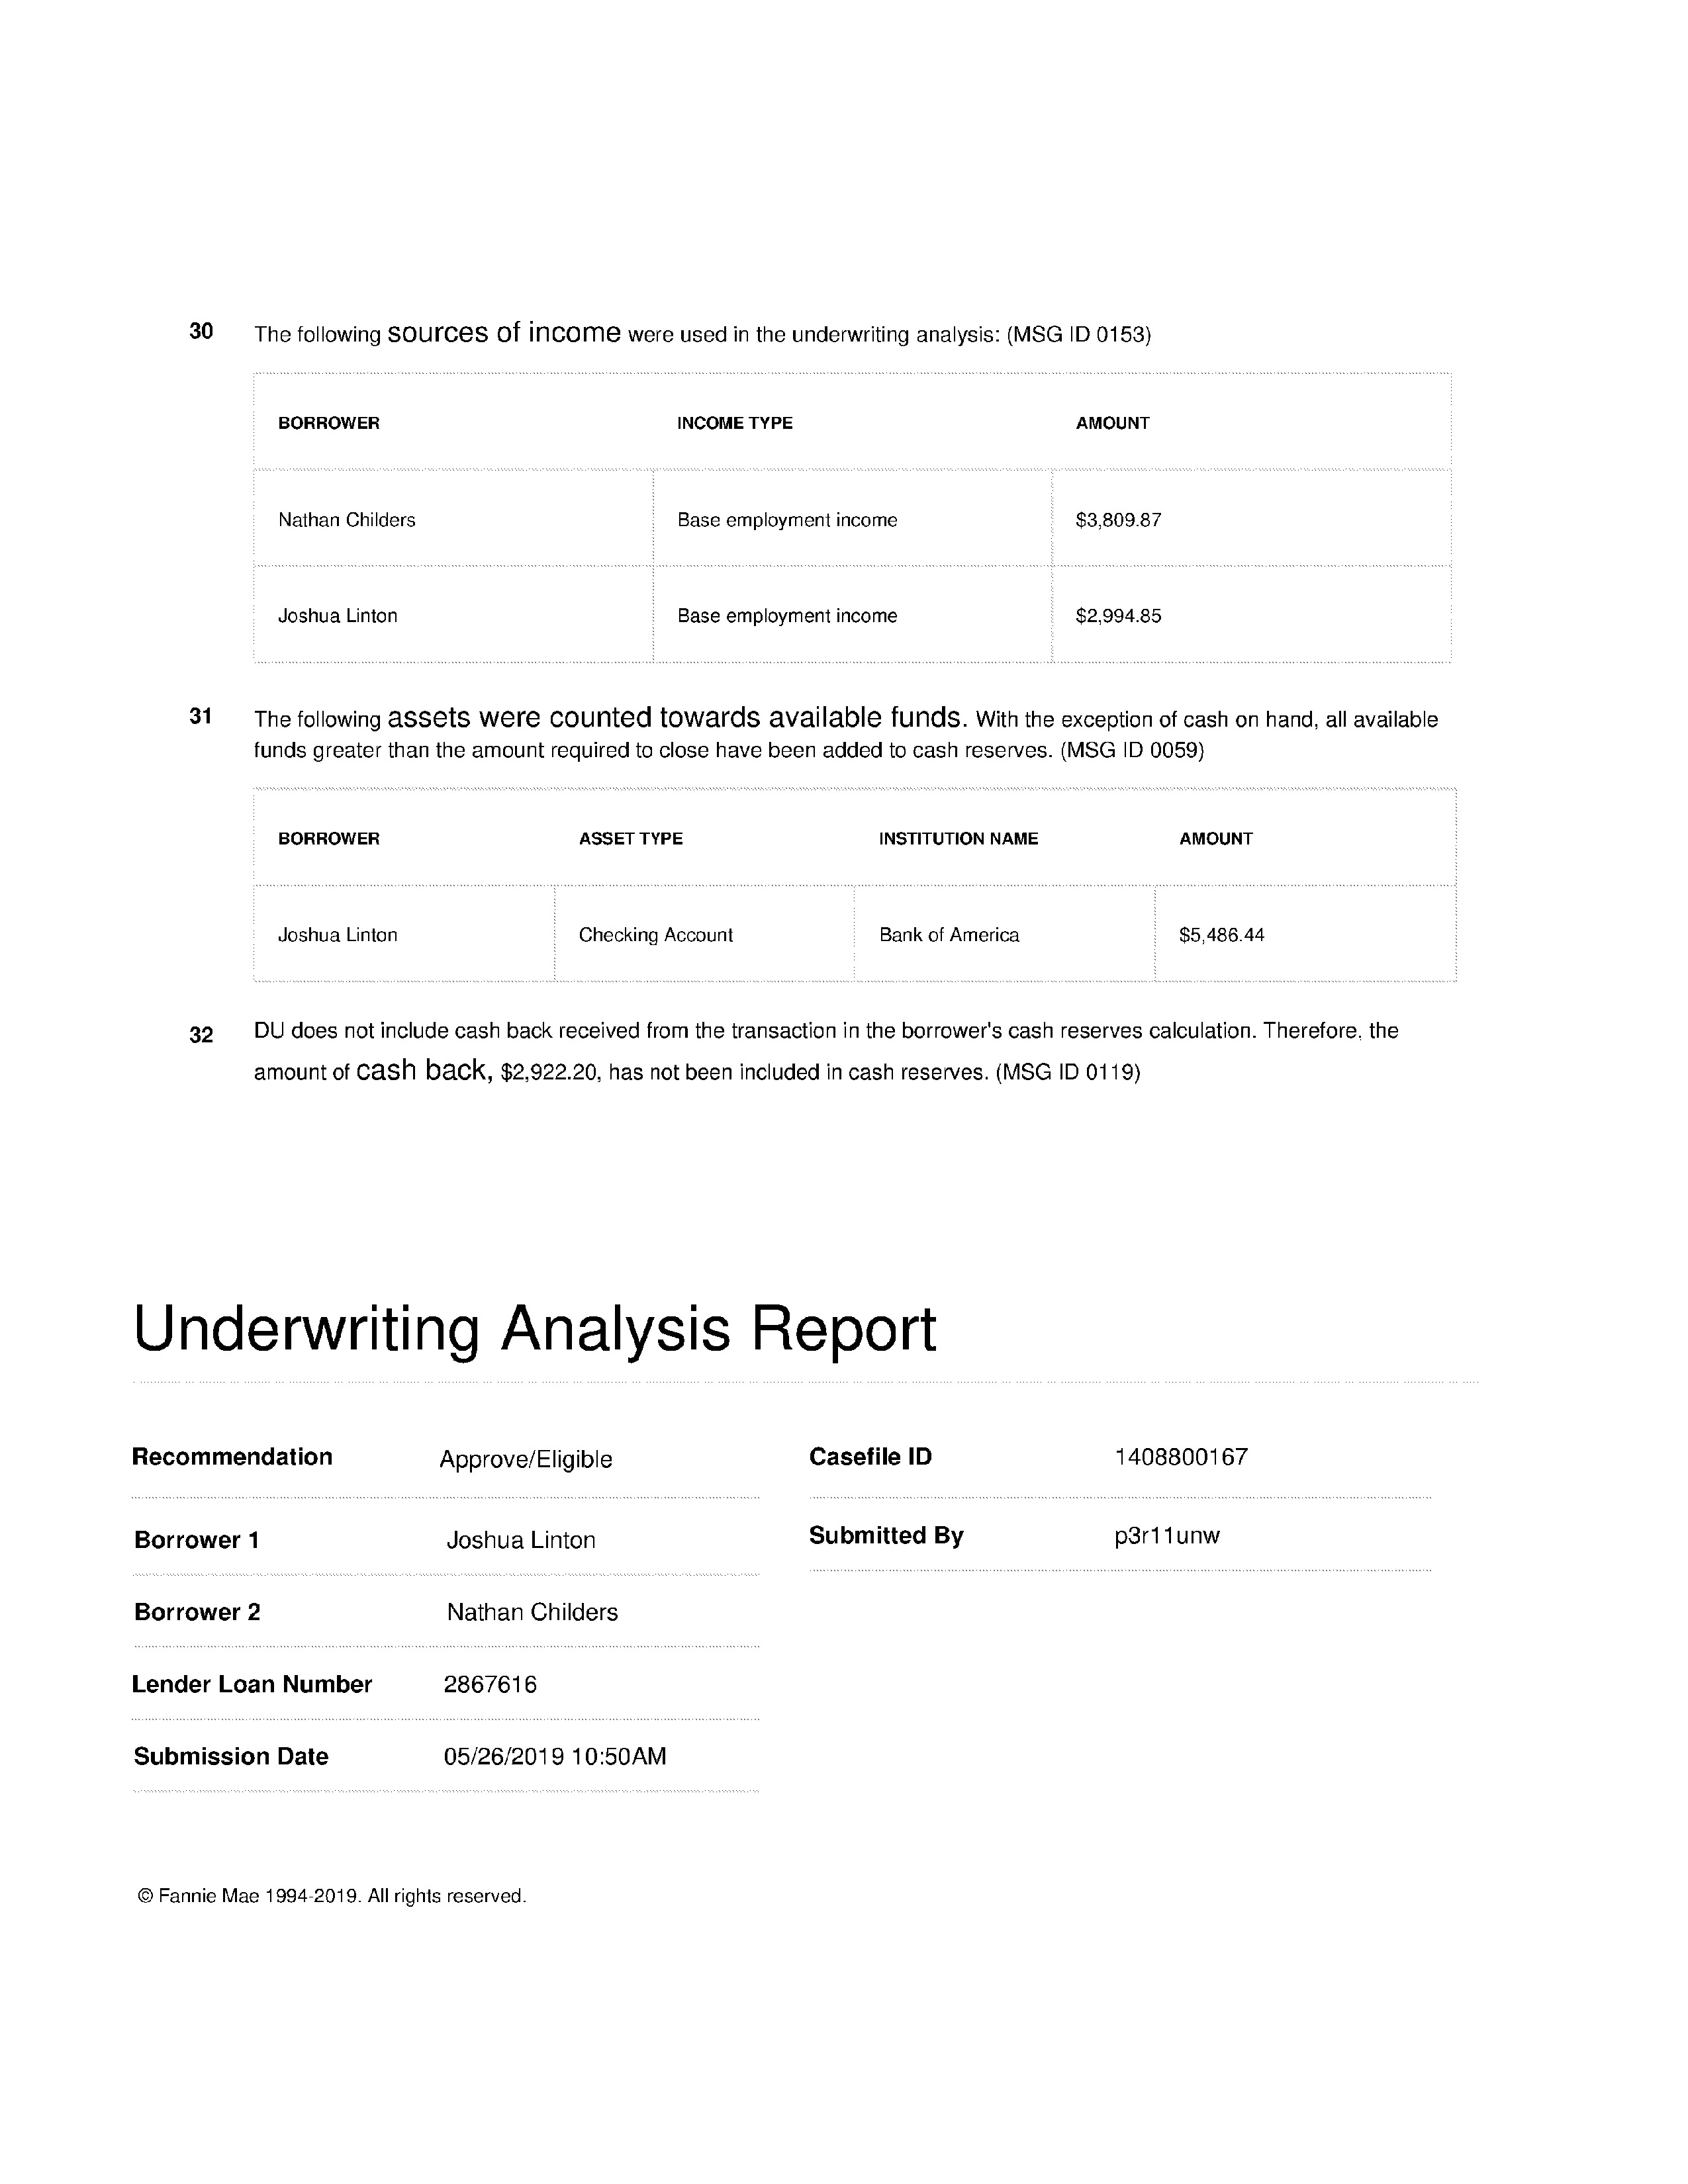 30 The following sources of income were used in the underwriting analysis: (MSG ID 0153)
BORROWER INCOME TYPE AMOUNT
Nathan Childers Base employment income $3,809.87
Joshua Linton Base employment income $2,994.85
31 The following assets were counted towards available funds. With the exception of cash on hand, all available
funds greater than the amount required to close have been added to cash reserves. (MSG ID 0059)
BORROWER ASSET TYPE INSTITUTION NAME AMOUNT
Joshua Linton Checking Account Bank of America $5,486.44
32 DU does not include cash back received from the transaction in the borrower's cash reserves calculation. Therefore, the
amount of cash back, $2,922.20, has not been included in cash reserves. (MSG ID 0119)
Underwriting Analysis Report
Recommendation Approve/Eligible Casefile ID 1408800167
Borrower 1 Joshua Linton Submitted By p3r11unw
Borrower 2 Nathan Childers
Lender Loan Number 2867616
Submission Date 05/26/2019 10:50AM
© Fannie Mae 1994-2019. All rights reserved.